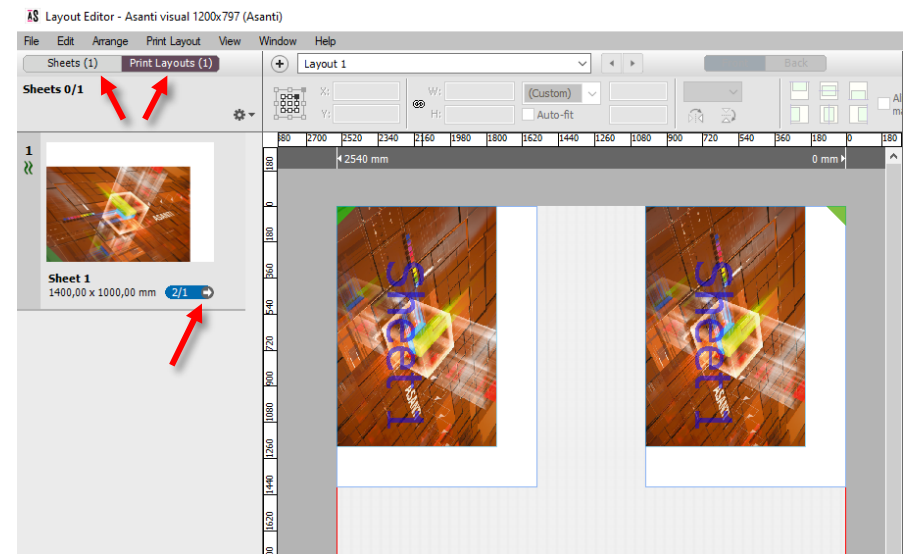 AS Layout Editor - Asanti visual 1200x797 (Asanti)
File Edit Arrange Print Layout View Window Help
Sheets (1) Print Layouts (1) Layout 1 Back
Sheets 0/1
X: W: (Custom)
Y: H: Auto-fit
2700 2520 2340 2160 1980 1800 1620 1440 1260 1080 900 720 540 360 180 0 180
2540 mm 0 mm
180
0
180
360
540
720
900
1080
1260
1440
1620
1
Sheet 1
1400,00 x 1000,00 mm 2/1
ASANTI
Sheet 1
ASANTI
Sheet 1
ASANTI